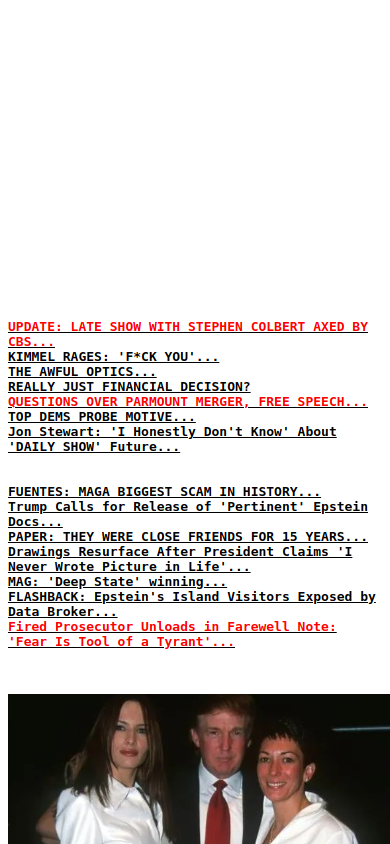 UPDATE: LATE SHOW WITH STEPHEN COLBERT AXED BY
CBS...
KIMMEL RAGES: 'F*CK YOU'...
THE AWFUL OPTICS...
REALLY JUST FINANCIAL DECISION?
QUESTIONS OVER PARMOUNT MERGER, FREE SPEECH...
TOP DEMS PROBE MOTIVE...
Jon Stewart: 'I Honestly Don't Know' About
'DAILY SHOW' Future...
FUENTES: MAGA BIGGEST SCAM IN HISTORY...
Trump Calls for Release of 'Pertinent' Epstein
Docs...
PAPER: THEY WERE CLOSE FRIENDS FOR 15 YEARS...
Drawings Resurface After President Claims 'I
Never Wrote Picture in Life'...
MAG: 'Deep State' winning...
FLASHBACK: Epstein's Island Visitors Exposed by
Data Broker...
Fired Prosecutor Unloads in Farewell Note:
'Fear Is Tool of a Tyrant'...